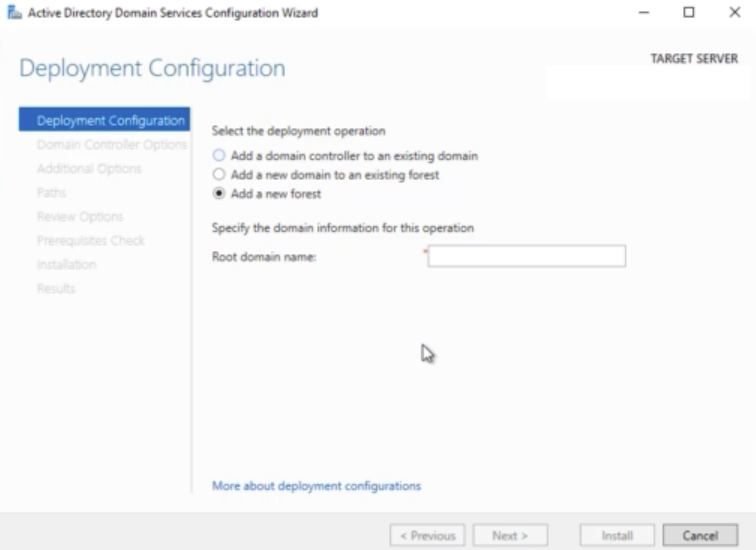 Active Directory Domain Services Configuration Wizard
Deployment Configuration
TARGET SERVER
Deployment Configuration
Domain Controller Options
Additional Options
Paths
Review Options
Prerequisites Check
Installation
Results
Select the deployment operation
Add a domain controller to an existing domain
Add a new domain to an existing forest
Add a new forest
Specify the domain information for this operation
Root domain name: *
More about deployment configurations
< Previous Next > Install Cancel